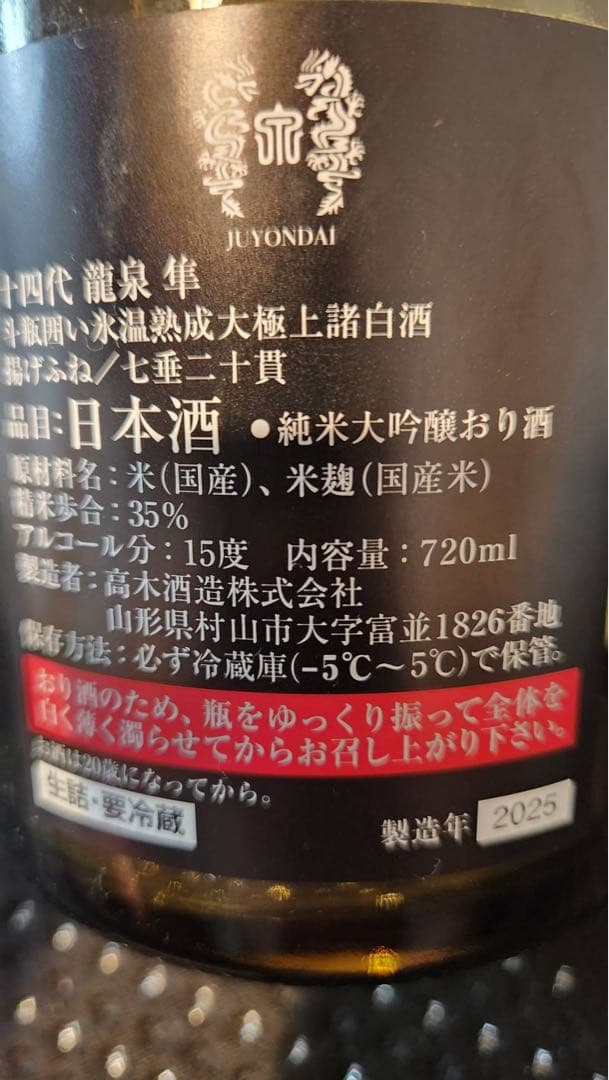 JUYONDAI
十四代 龍泉 隼
斗瓶囲い氷温熟成大極上諸白酒
揚げふね/七垂二十貫
品目:日本酒 ●純米大吟醸おり酒
原材料名:米(国産)、米麹(国産米)
精米歩合:35%
アルコール分:15度 内容量:720ml
製造者:高木酒造株式会社
山形県村山市大字富並1826番地
保存方法:必ず冷蔵庫(-5℃~5℃)で保管。
おり酒のため、瓶をゆっくり振って全体を
白く薄く濁らせてからお召し上がり下さい。
お酒は20歳になってから。
生詰・要冷蔵
製造年 2025